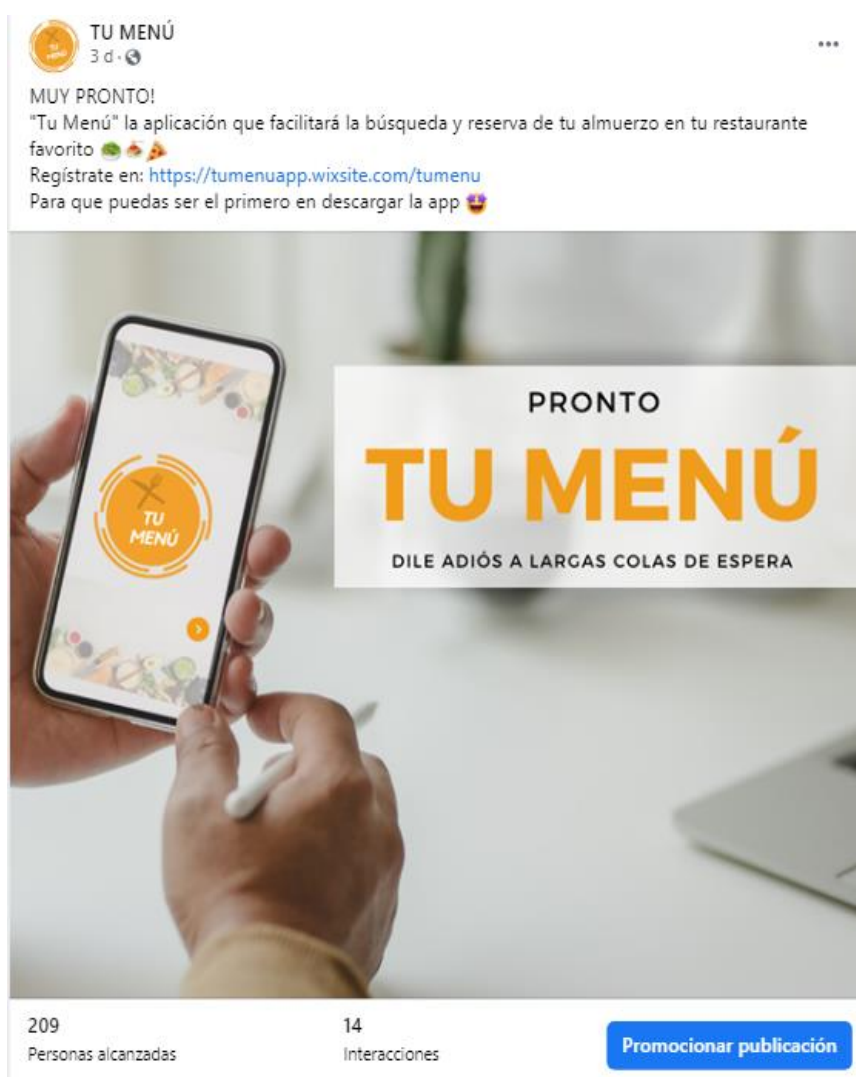 TU MENÚ
3 d ·
MUY PRONTO!
"Tu Menú" la aplicación que facilitará la búsqueda y reserva de tu almuerzo en tu restaurante
favorito 🥦🍝🍕
Regístrate en: https://tumenuapp.wixsite.com/tumenu
Para que puedas ser el primero en descargar la app 🤩
TU
MENÚ
PRONTO
TU MENÚ
DILE ADIÓS A LARGAS COLAS DE ESPERA
TU
MENÚ
209
Personas alcanzadas
14
Interacciones
Promocionar publicación